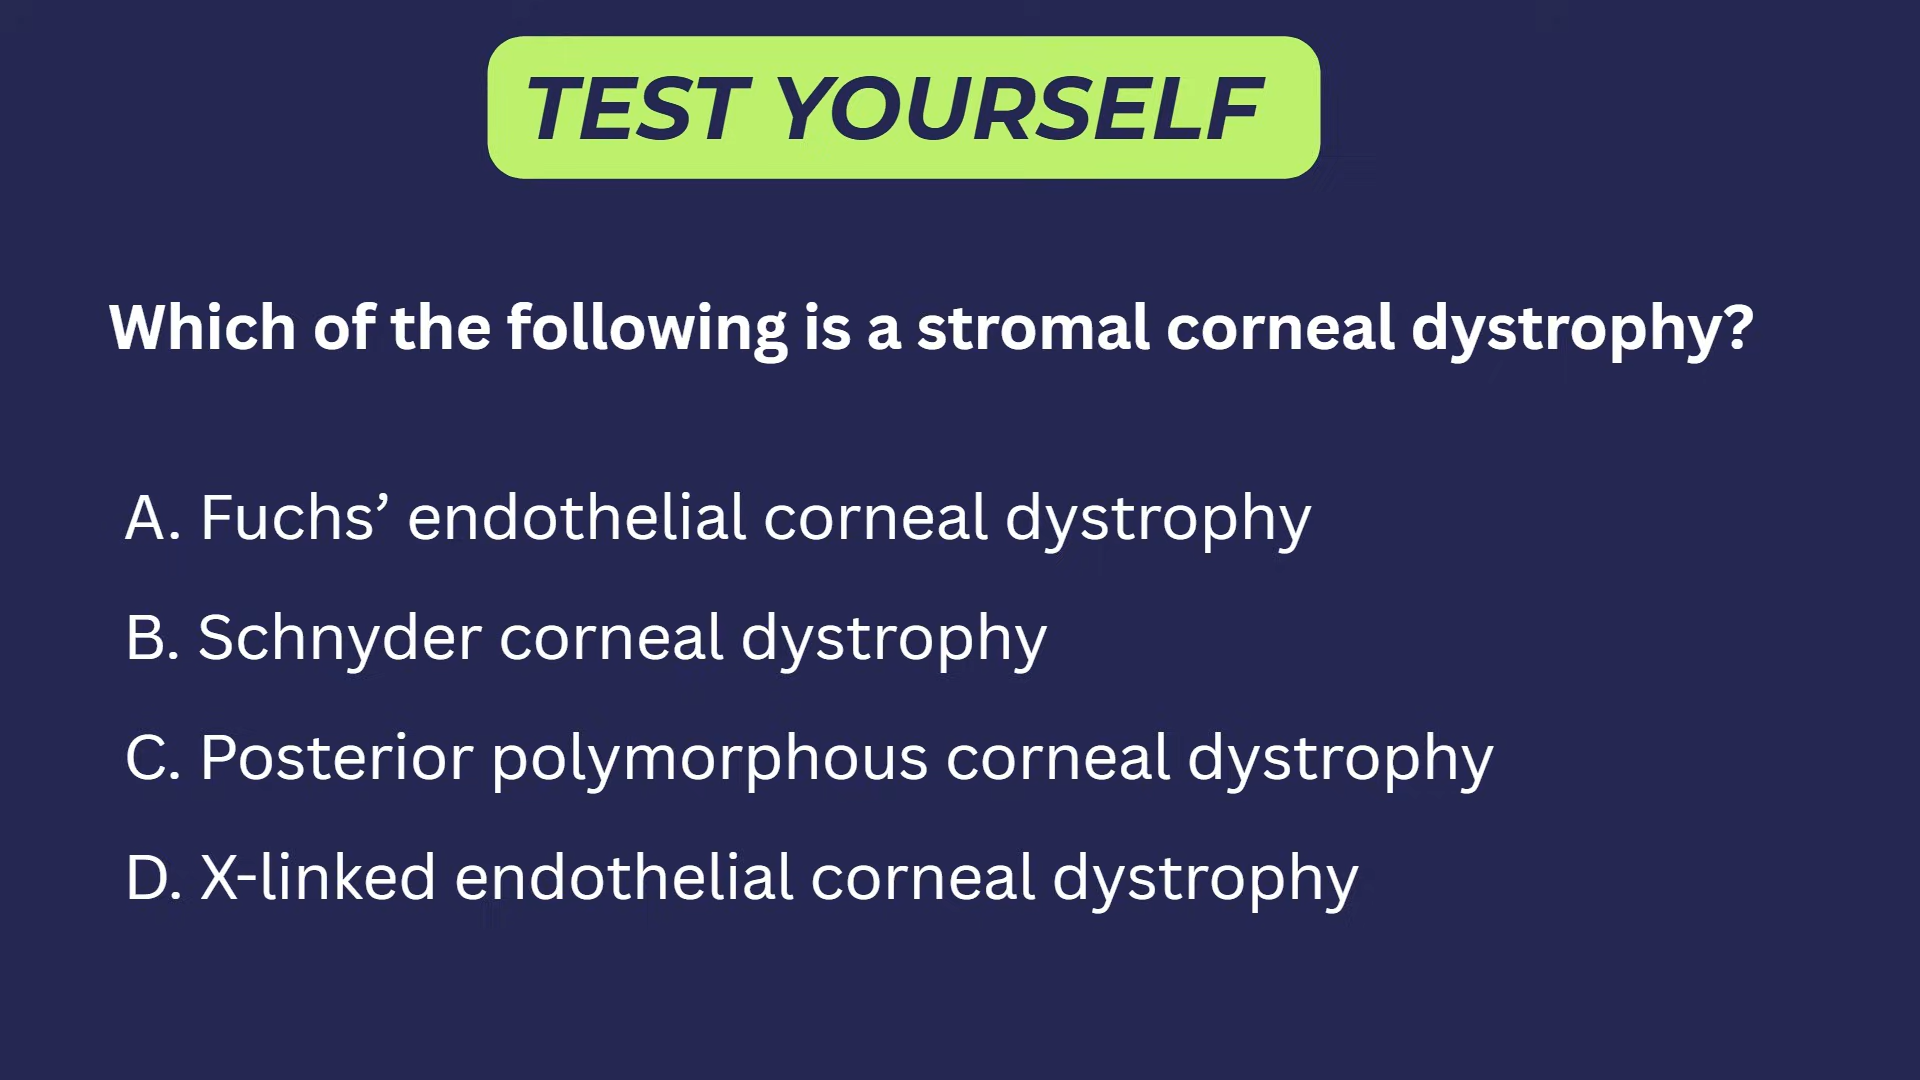 TEST YOURSELF
Which of the following is a stromal corneal dystrophy?
A. Fuchs’ endothelial corneal dystrophy
B. Schnyder corneal dystrophy
C. Posterior polymorphous corneal dystrophy
D. X-linked endothelial corneal dystrophy